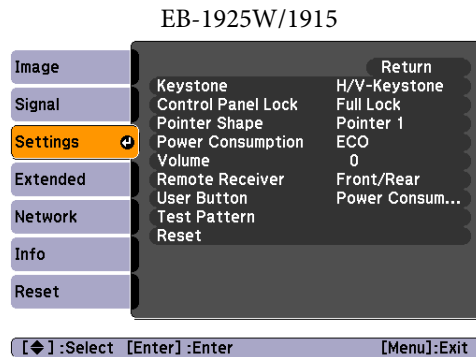 EB-1925W/1915
Image
Signal
Settings
Extended
Network
Info
Reset
Return
Keystone H/V-Keystone
Control Panel Lock Full Lock
Pointer Shape Pointer 1
Power Consumption ECO
Volume 0
Remote Receiver Front/Rear
User Button Power Consum...
Test Pattern
Reset
[◆] :Select [Enter] :Enter [Menu]:Exit